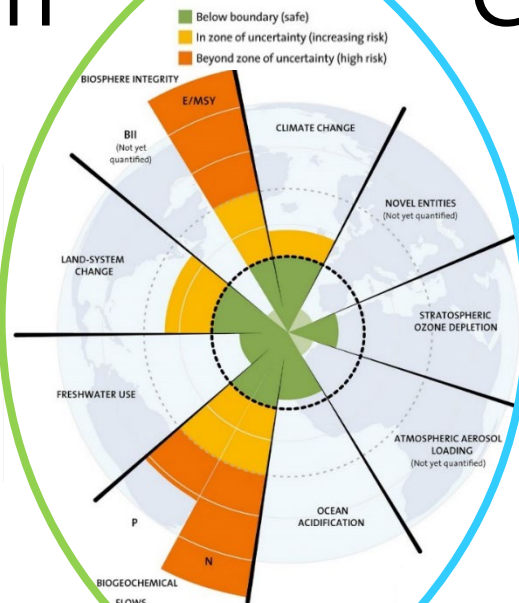 Below boundary (safe)
In zone of uncertainty (increasing risk)
Beyond zone of uncertainty (high risk)
BIOSPHERE INTEGRITY
E/MSY
CLIMATE CHANGE
BII
(Not yet
quantified)
NOVEL ENTITIES
(Not yet quantified)
LAND-SYSTEM
CHANGE
STRATOSPHERIC
OZONE DEPLETION
FRESHWATER USE
ATMOSPHERIC AEROSOL
LOADING
(Not yet quantified)
P
OCEAN
ACIDIFICATION
N
BIOGEOCHEMICAL
FLOWS